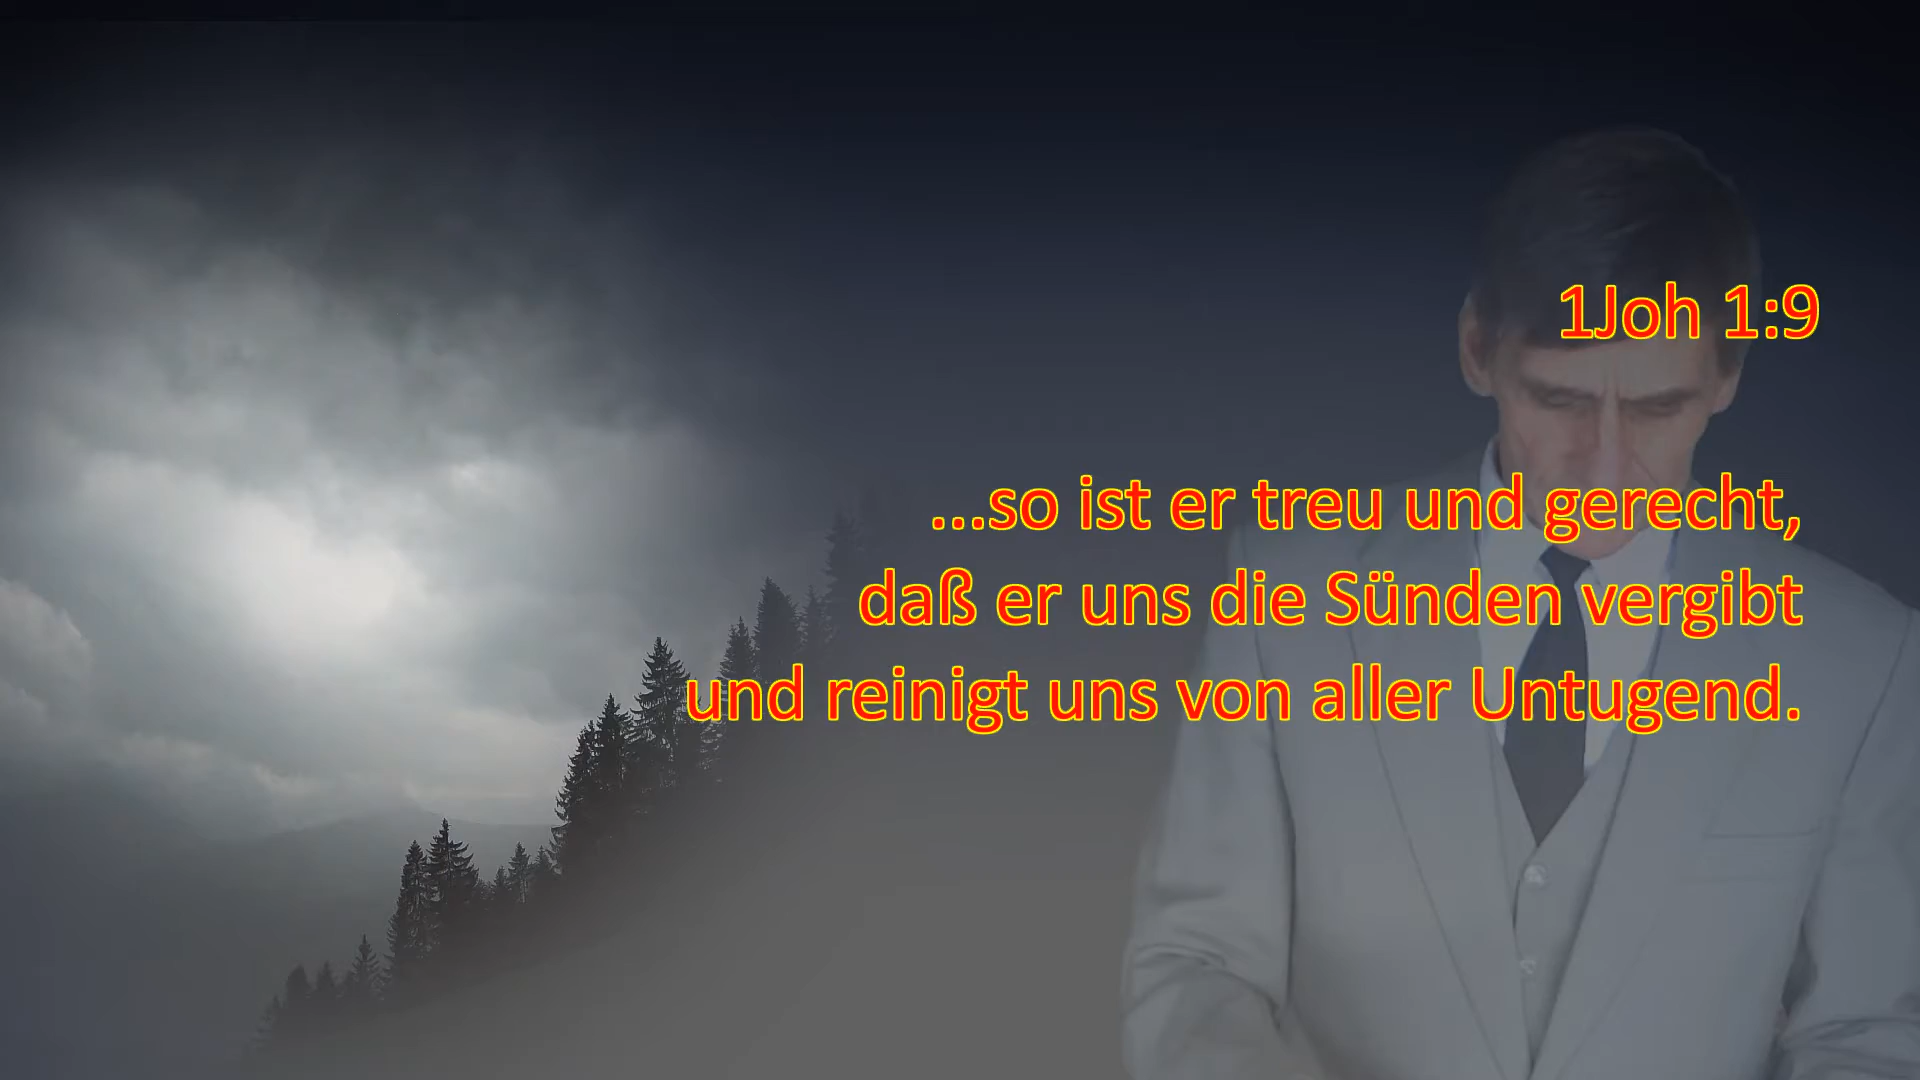 1Joh 1:9
...so ist er treu und gerecht,
daß er uns die Sünden vergibt
und reinigt uns von aller Untugend.